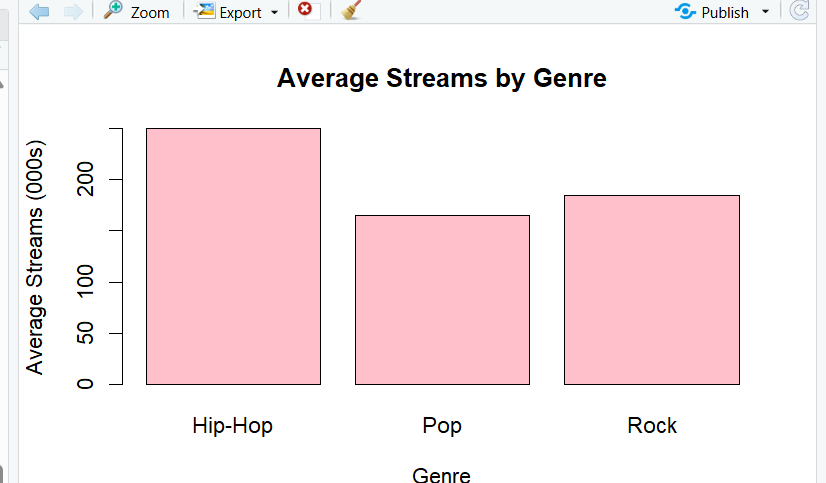 Zoom Export Publish
Average Streams by Genre
Average Streams (000s)
200
100
50
0
Hip-Hop Pop Rock
Genre